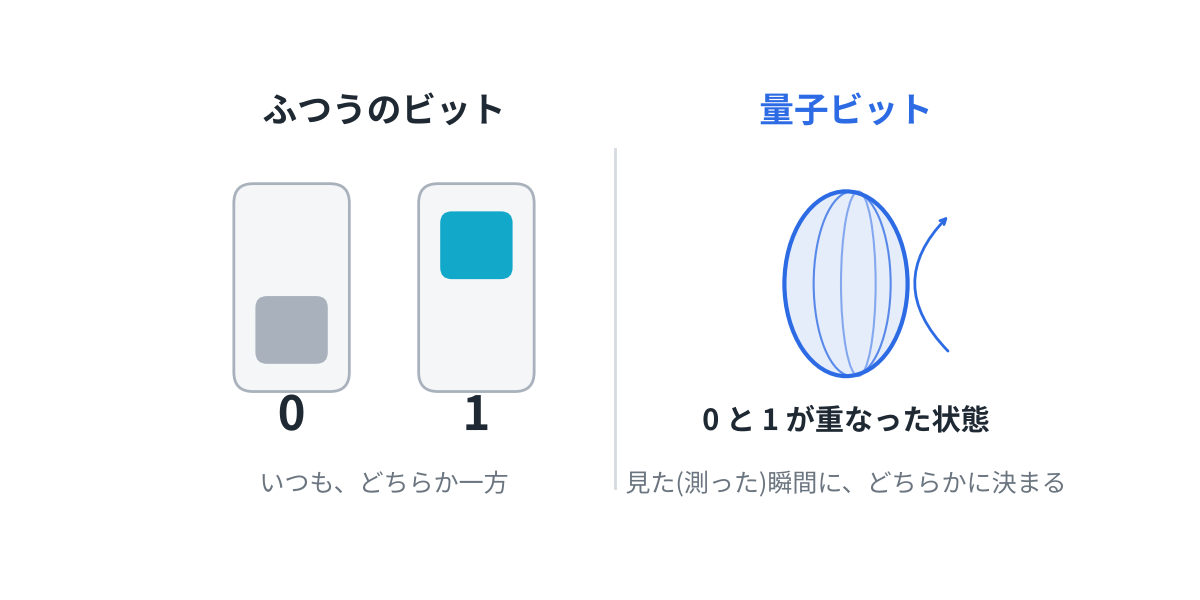 ふつうのビット
量子ビット
0
1
0 と 1 が重なった状態
いつも、どちらか一方
見た(測った)瞬間に、どちらかに決まる